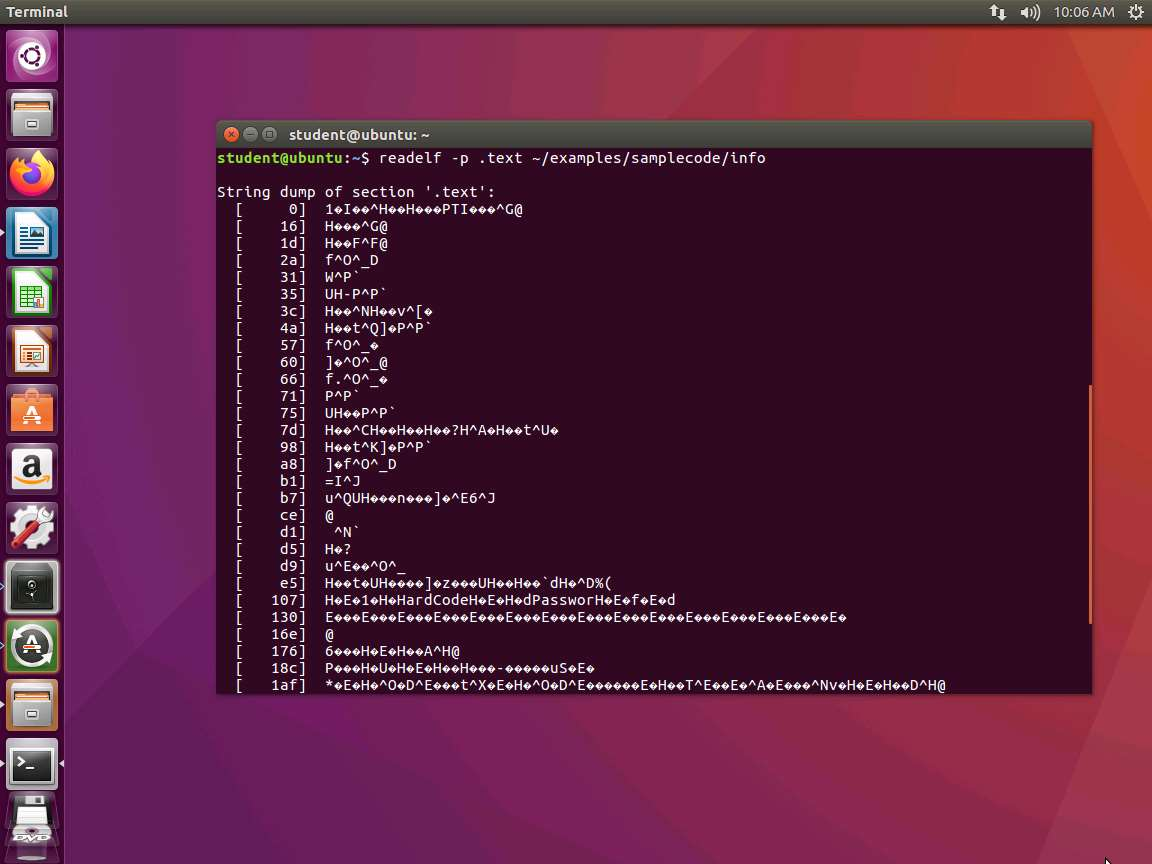 Terminal
10:06 AM
student@ubuntu: ~
student@ubuntu:~$ readelf -p .text ~/examples/samplecode/info
String dump of section '.text':
[     0]  1�I��^H��H���PTI���^G@
[    16]  H���^G@
[    1d]  H��F^F@
[    2a]  f^O^_D
[    31]  W^P`
[    35]  UH-P^P`
[    3c]  H��^NH��v^[�
[    4a]  H��t^Q]�P^P`
[    57]  f^O^_�
[    60]  ]�^O^_@
[    66]  f.^O^_�
[    71]  P^P`
[    75]  UH��P^P`
[    7d]  H��^CH��H��H��?H^A�H��t^U�
[    98]  H��t^K]�P^P`
[    a8]  ]�f^O^_D
[    b1]  =I^J
[    b7]  u^QUH���n���]�^E6^J
[    ce]  @
[    d1]   ^N`
[    d5]  H�?
[    d9]  u^E��^O^_
[    e5]  H��t�UH����]�z���UH��H��`dH�^D%(
[   107]  H�E�1�H�HardCodeH�E�H�dPassworH�E�f�E�d
[   130]  E���E���E���E���E���E���E���E���E���E���E���E���E���E���E�
[   16e]  @
[   176]  6���H�E�H��A^H@
[   18c]  P���H�U�H�E�H��H���-�����uS�E�
[   1af]  *�E�H�^O�D^E���t^X�E�H�^O�D^E������E�H��T^E��E�^A�E���^Nv�H�E�H��D^H@